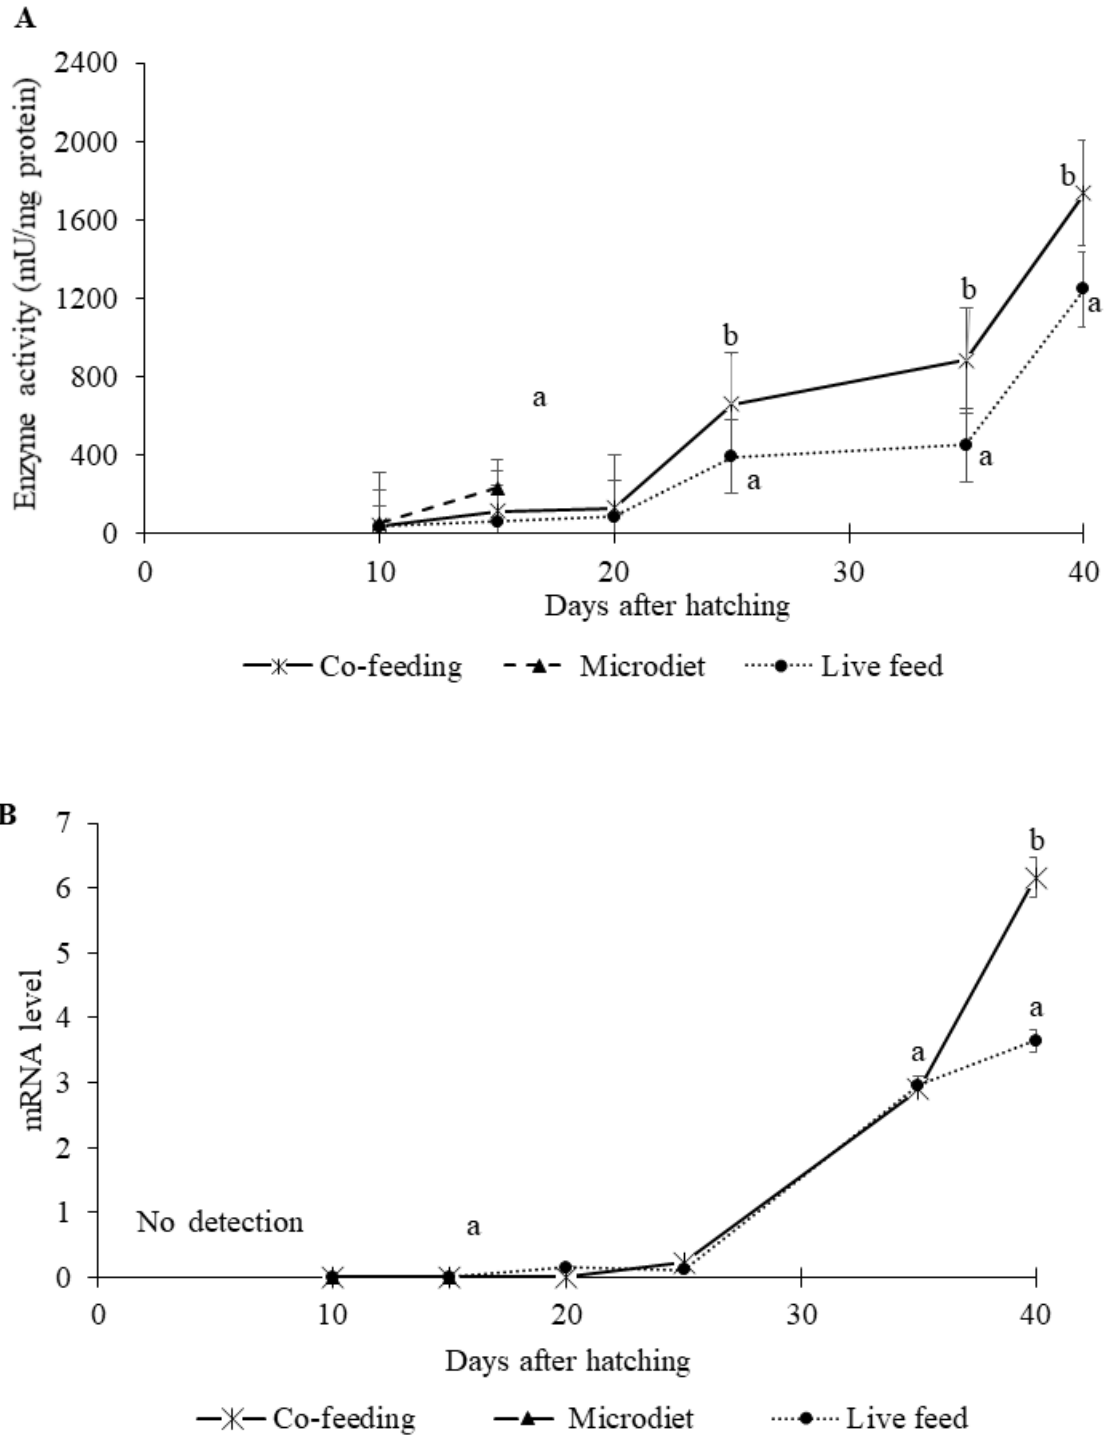 A
Enzyme activity (mU/mg protein)
2400
2000
1600
1200
800
400
0
b
b
b
a
a
a
a
0 10 20 30 40
Days after hatching
Co-feeding Microdiet Live feed
B
mRNA level
7
6
5
4
3
2
1
0
b
a
a
No detection a
0 10 20 30 40
Days after hatching
Co-feeding Microdiet Live feed